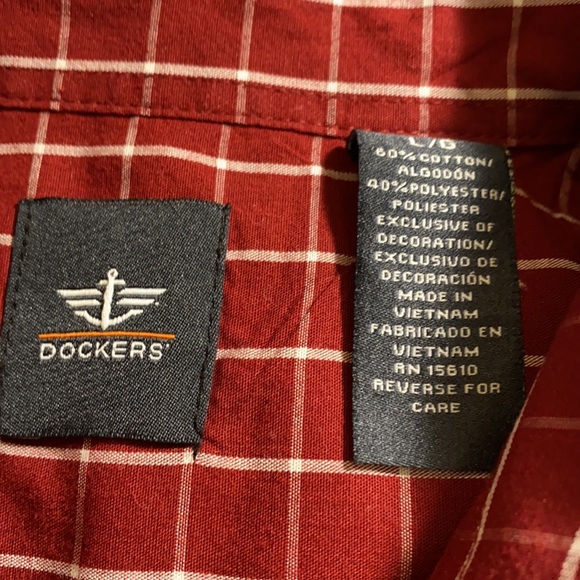 DOCKERS
L/G
60% COTTON/
ALGODÓN
40% POLYESTER/
POLIESTER
EXCLUSIVE OF
DECORATION/
EXCLUSIVO DE
DECORACIÓN
MADE IN
VIETNAM
FABRICADO EN
VIETNAM
RN 15610
REVERSE FOR
CARE